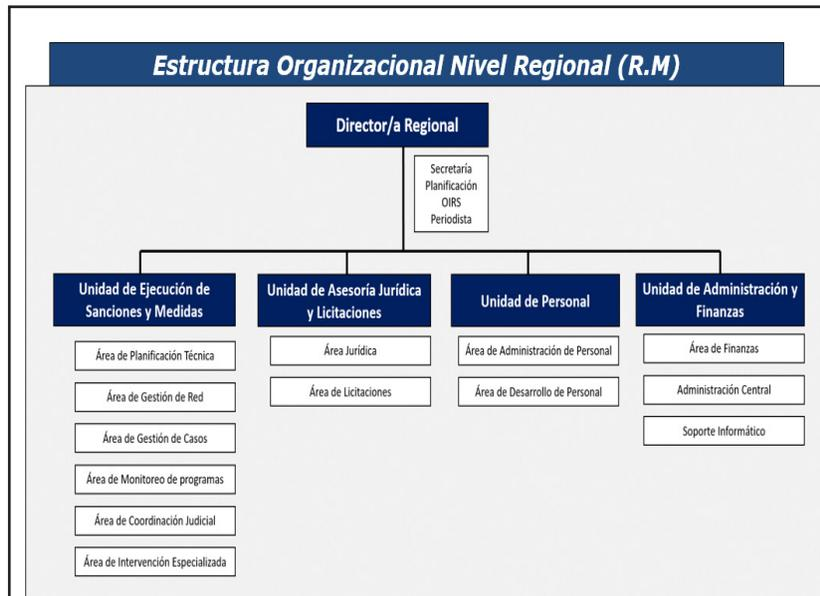 Estructura Organizacional Nivel Regional (R.M)
Director/a Regional
Secretaría
Planificación
OIRS
Periodista
Unidad de Ejecución de
Sanciones y Medidas
Área de Planificación Técnica
Área de Gestión de Red
Área de Gestión de Casos
Área de Monitoreo de programas
Área de Coordinación Judicial
Área de Intervención Especializada
Unidad de Asesoría Jurídica
y Licitaciones
Área Jurídica
Área de Licitaciones
Unidad de Personal
Área de Administración de Personal
Área de Desarrollo de Personal
Unidad de Administración y
Finanzas
Área de Finanzas
Administración Central
Soporte Informático